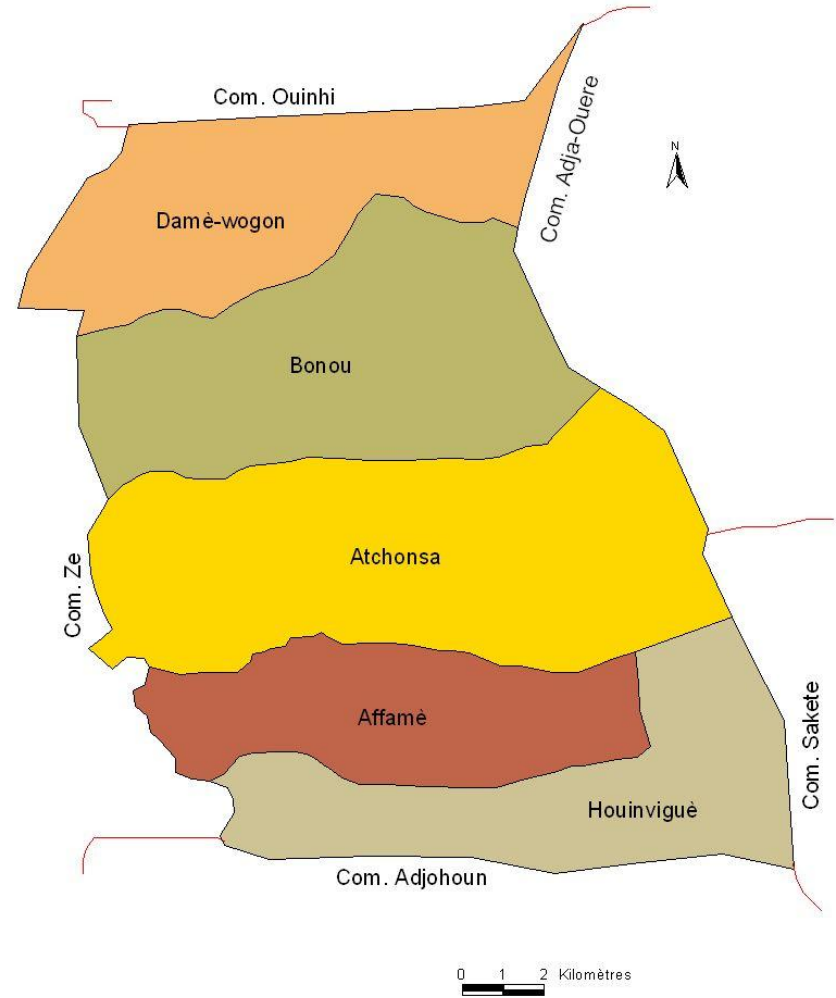 Com. Ouinhi
Com. Adja-Ouere
N
Damè-wogon
Bonou
Atchonsa
Com. Ze
Affamè
Com. Sakete
Houinviguè
Com. Adjohoun
0 1 2 Kilomètres